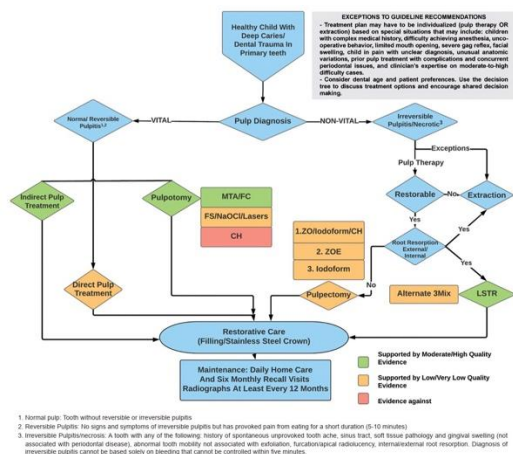 Healthy Child With
Deep Caries/
Dental Trauma In
Primary teeth
EXCEPTIONS TO GUIDELINE RECOMMENDATIONS
- Treatment plan may have to be individualized (pulp therapy OR
extraction) based on special situations that may include: children
with complex medical history, difficulty achieving anesthesia, unco-
operative behavior, limited mouth opening, severe gag reflex, facial
swelling, child in pain with unclear diagnosis, unusual anatomic
variations, prior pulp treatment with complications and concurrent
periodontal issues, and clinician's expertise on moderate-to-high
difficulty cases.
- Consider dental age and patient preferences. Use the decision
tree to discuss treatment options and encourage shared decision
making.
Normal/ Reversible
Pulpitis1,2
VITAL
Pulp Diagnosis
NON-VITAL
Irreversible
Pulpitis/Necrotic3
Exceptions
Pulp Therapy
Indirect Pulp
Treatment
Pulpotomy
MTA/FC
FS/NaOCl/Lasers
CH
Restorable
No
Extraction
Yes
1.ZO/Iodoform/CH
2. ZOE
3. Iodoform
Root Resorption
External/
Internal
Yes
Yes
No
Direct Pulp
Treatment
Pulpectomy
Alternate 3Mix
LSTR
Restorative Care
(Filling/Stainless Steel Crown)
Maintenance: Daily Home Care
And Six Monthly Recall Visits
Radiographs At Least Every 12 Months
Supported by Moderate/High Quality
Evidence
Supported by Low/Very Low Quality
Evidence
Evidence against
1. Normal pulp: Tooth without reversible or irreversible pulpitis
2. Reversible Pulpitis: No signs and symptoms of irreversible pulpitis but has provoked pain from eating for a short duration (5-10 minutes)
3. Irreversible Pulpitis/necrosis: A tooth with any of the following: history of spontaneous unprovoked tooth ache, sinus tract, soft tissue pathology and gingival swelling (not
associated with periodontal disease), abnormal tooth mobility not associated with exfoliation, furcation/apical radiolucency, internal/external root resorption. Diagnosis of
irreversible pulpitis cannot be based solely on bleeding that cannot be controlled within five minutes.